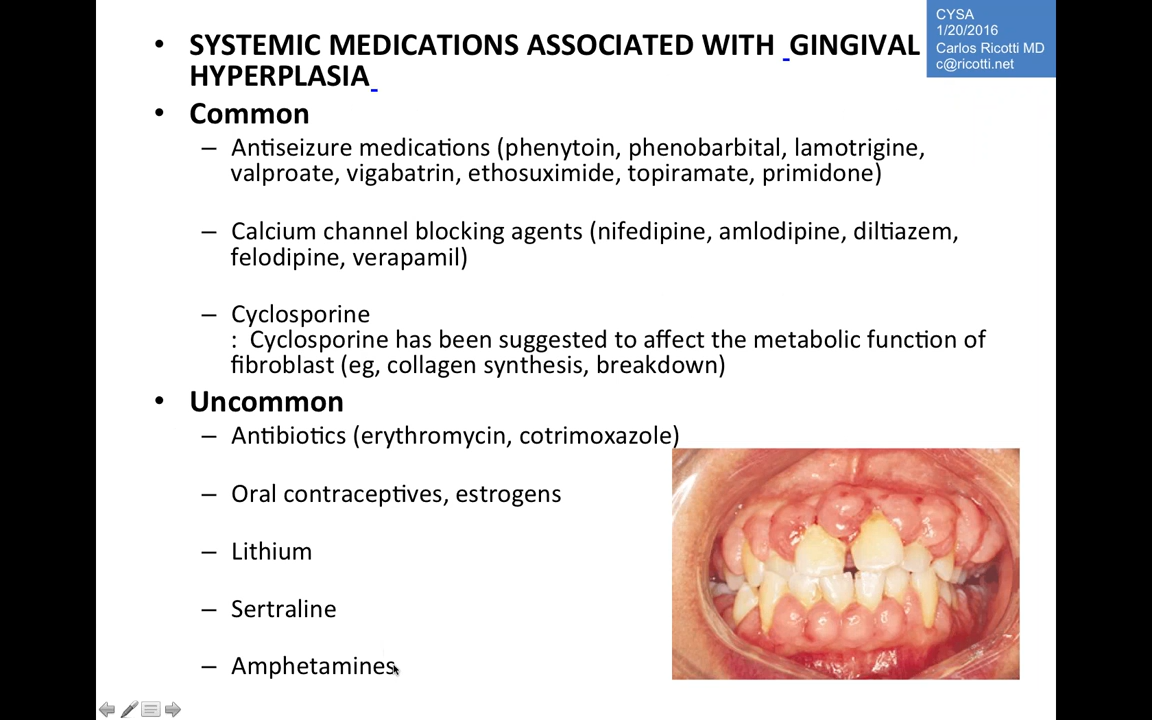 CYSA
1/20/2016
Carlos Ricotti MD
c@ricotti.net
• SYSTEMIC MEDICATIONS ASSOCIATED WITH GINGIVAL
HYPERPLASIA
• Common
– Antiseizure medications (phenytoin, phenobarbital, lamotrigine,
valproate, vigabatrin, ethosuximide, topiramate, primidone)
– Calcium channel blocking agents (nifedipine, amlodipine, diltiazem,
felodipine, verapamil)
– Cyclosporine
: Cyclosporine has been suggested to affect the metabolic function of
fibroblast (eg, collagen synthesis, breakdown)
• Uncommon
– Antibiotics (erythromycin, cotrimoxazole)
– Oral contraceptives, estrogens
– Lithium
– Sertraline
– Amphetamines